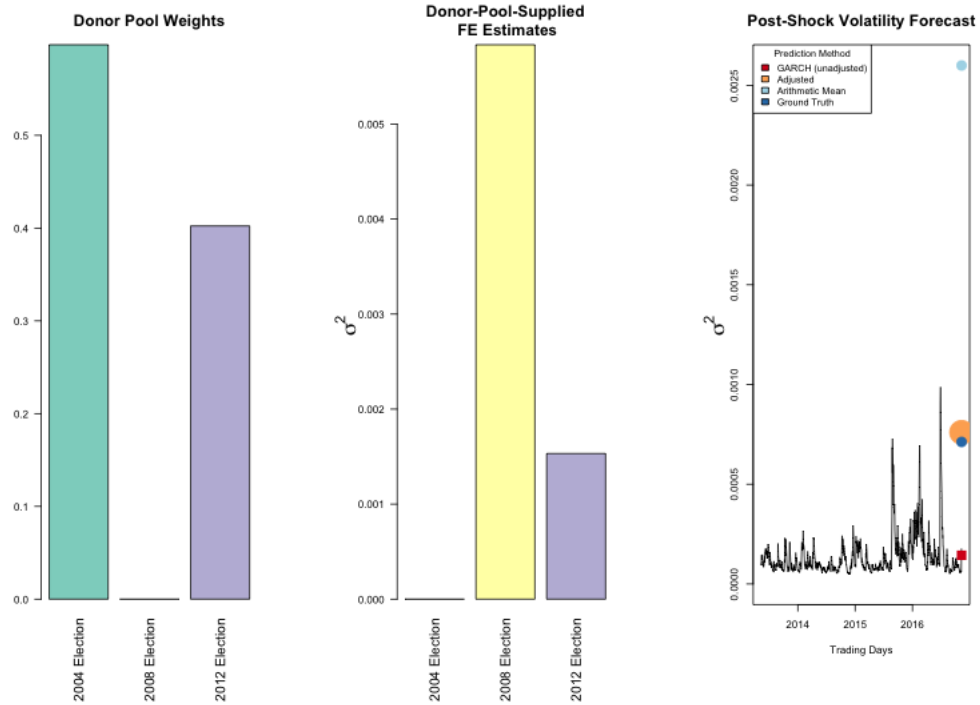 Donor Pool Weights
0.5
0.4
0.3
0.2
0.1
0.0
2004 Election
2008 Election
2012 Election
Donor-Pool-Supplied
FE Estimates
σ²
0.005
0.004
0.003
0.002
0.001
0.000
2004 Election
2008 Election
2012 Election
Post-Shock Volatility Forecast
Prediction Method
GARCH (unadjusted)
Adjusted
Arithmetic Mean
Ground Truth
σ²
0.0025
0.0020
0.0015
0.0010
0.0005
0.0000
2014
2015
2016
Trading Days